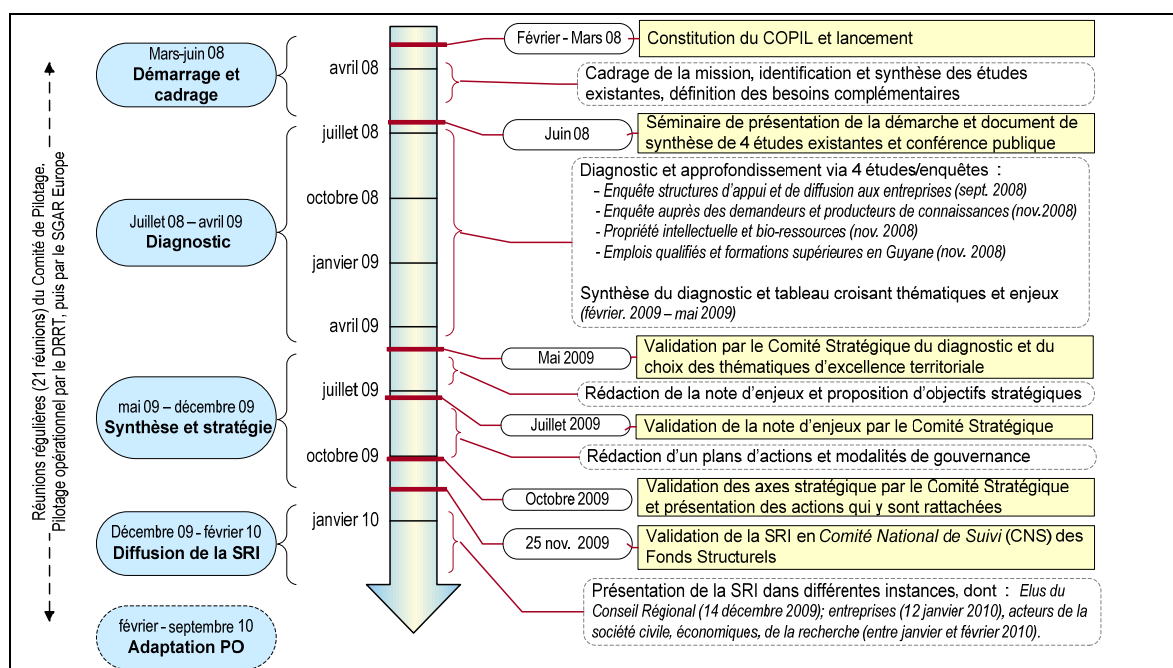 Réunions régulières (21 réunions) du Comité de Pilotage.
Pilotage opérationnel par le DRRT, puis par le SGAR Europe
Mars-juin 08
Démarrage et
cadrage
Juillet 08 – avril 09
Diagnostic
mai 09 – décembre 09
Synthèse et stratégie
Décembre 09 - février 10
Diffusion de la SRI
février - septembre 10
Adaptation PO
avril 08
juillet 08
octobre 08
janvier 09
avril 09
juillet 09
octobre 09
janvier 10
Février - Mars 08
Constitution du COPIL et lancement
Cadrage de la mission, identification et synthèse des études
existantes, définition des besoins complémentaires
Juin 08
Séminaire de présentation de la démarche et document de
synthèse de 4 études existantes et conférence publique
Diagnostic et approfondissement via 4 études/enquêtes :
- Enquête structures d'appui et de diffusion aux entreprises (sept. 2008)
- Enquête auprès des demandeurs et producteurs de connaissances (nov.2008)
- Propriété intellectuelle et bio-ressources (nov. 2008)
- Emplois qualifiés et formations supérieures en Guyane (nov. 2008)
Synthèse du diagnostic et tableau croisant thématiques et enjeux
(février. 2009 – mai 2009)
Mai 2009
Validation par le Comité Stratégique du diagnostic et du
choix des thématiques d'excellence territoriale
Rédaction de la note d'enjeux et proposition d'objectifs stratégiques
Juillet 2009
Validation de la note d'enjeux par le Comité Stratégique
Rédaction d'un plans d'actions et modalités de gouvernance
Octobre 2009
Validation des axes stratégique par le Comité Stratégique
et présentation des actions qui y sont rattachées
25 nov. 2009
Validation de la SRI en Comité National de Suivi (CNS) des
Fonds Structurels
Présentation de la SRI dans différentes instances, dont : Elus du
Conseil Régional (14 décembre 2009); entreprises (12 janvier 2010), acteurs de la
société civile, économiques, de la recherche (entre janvier et février 2010).